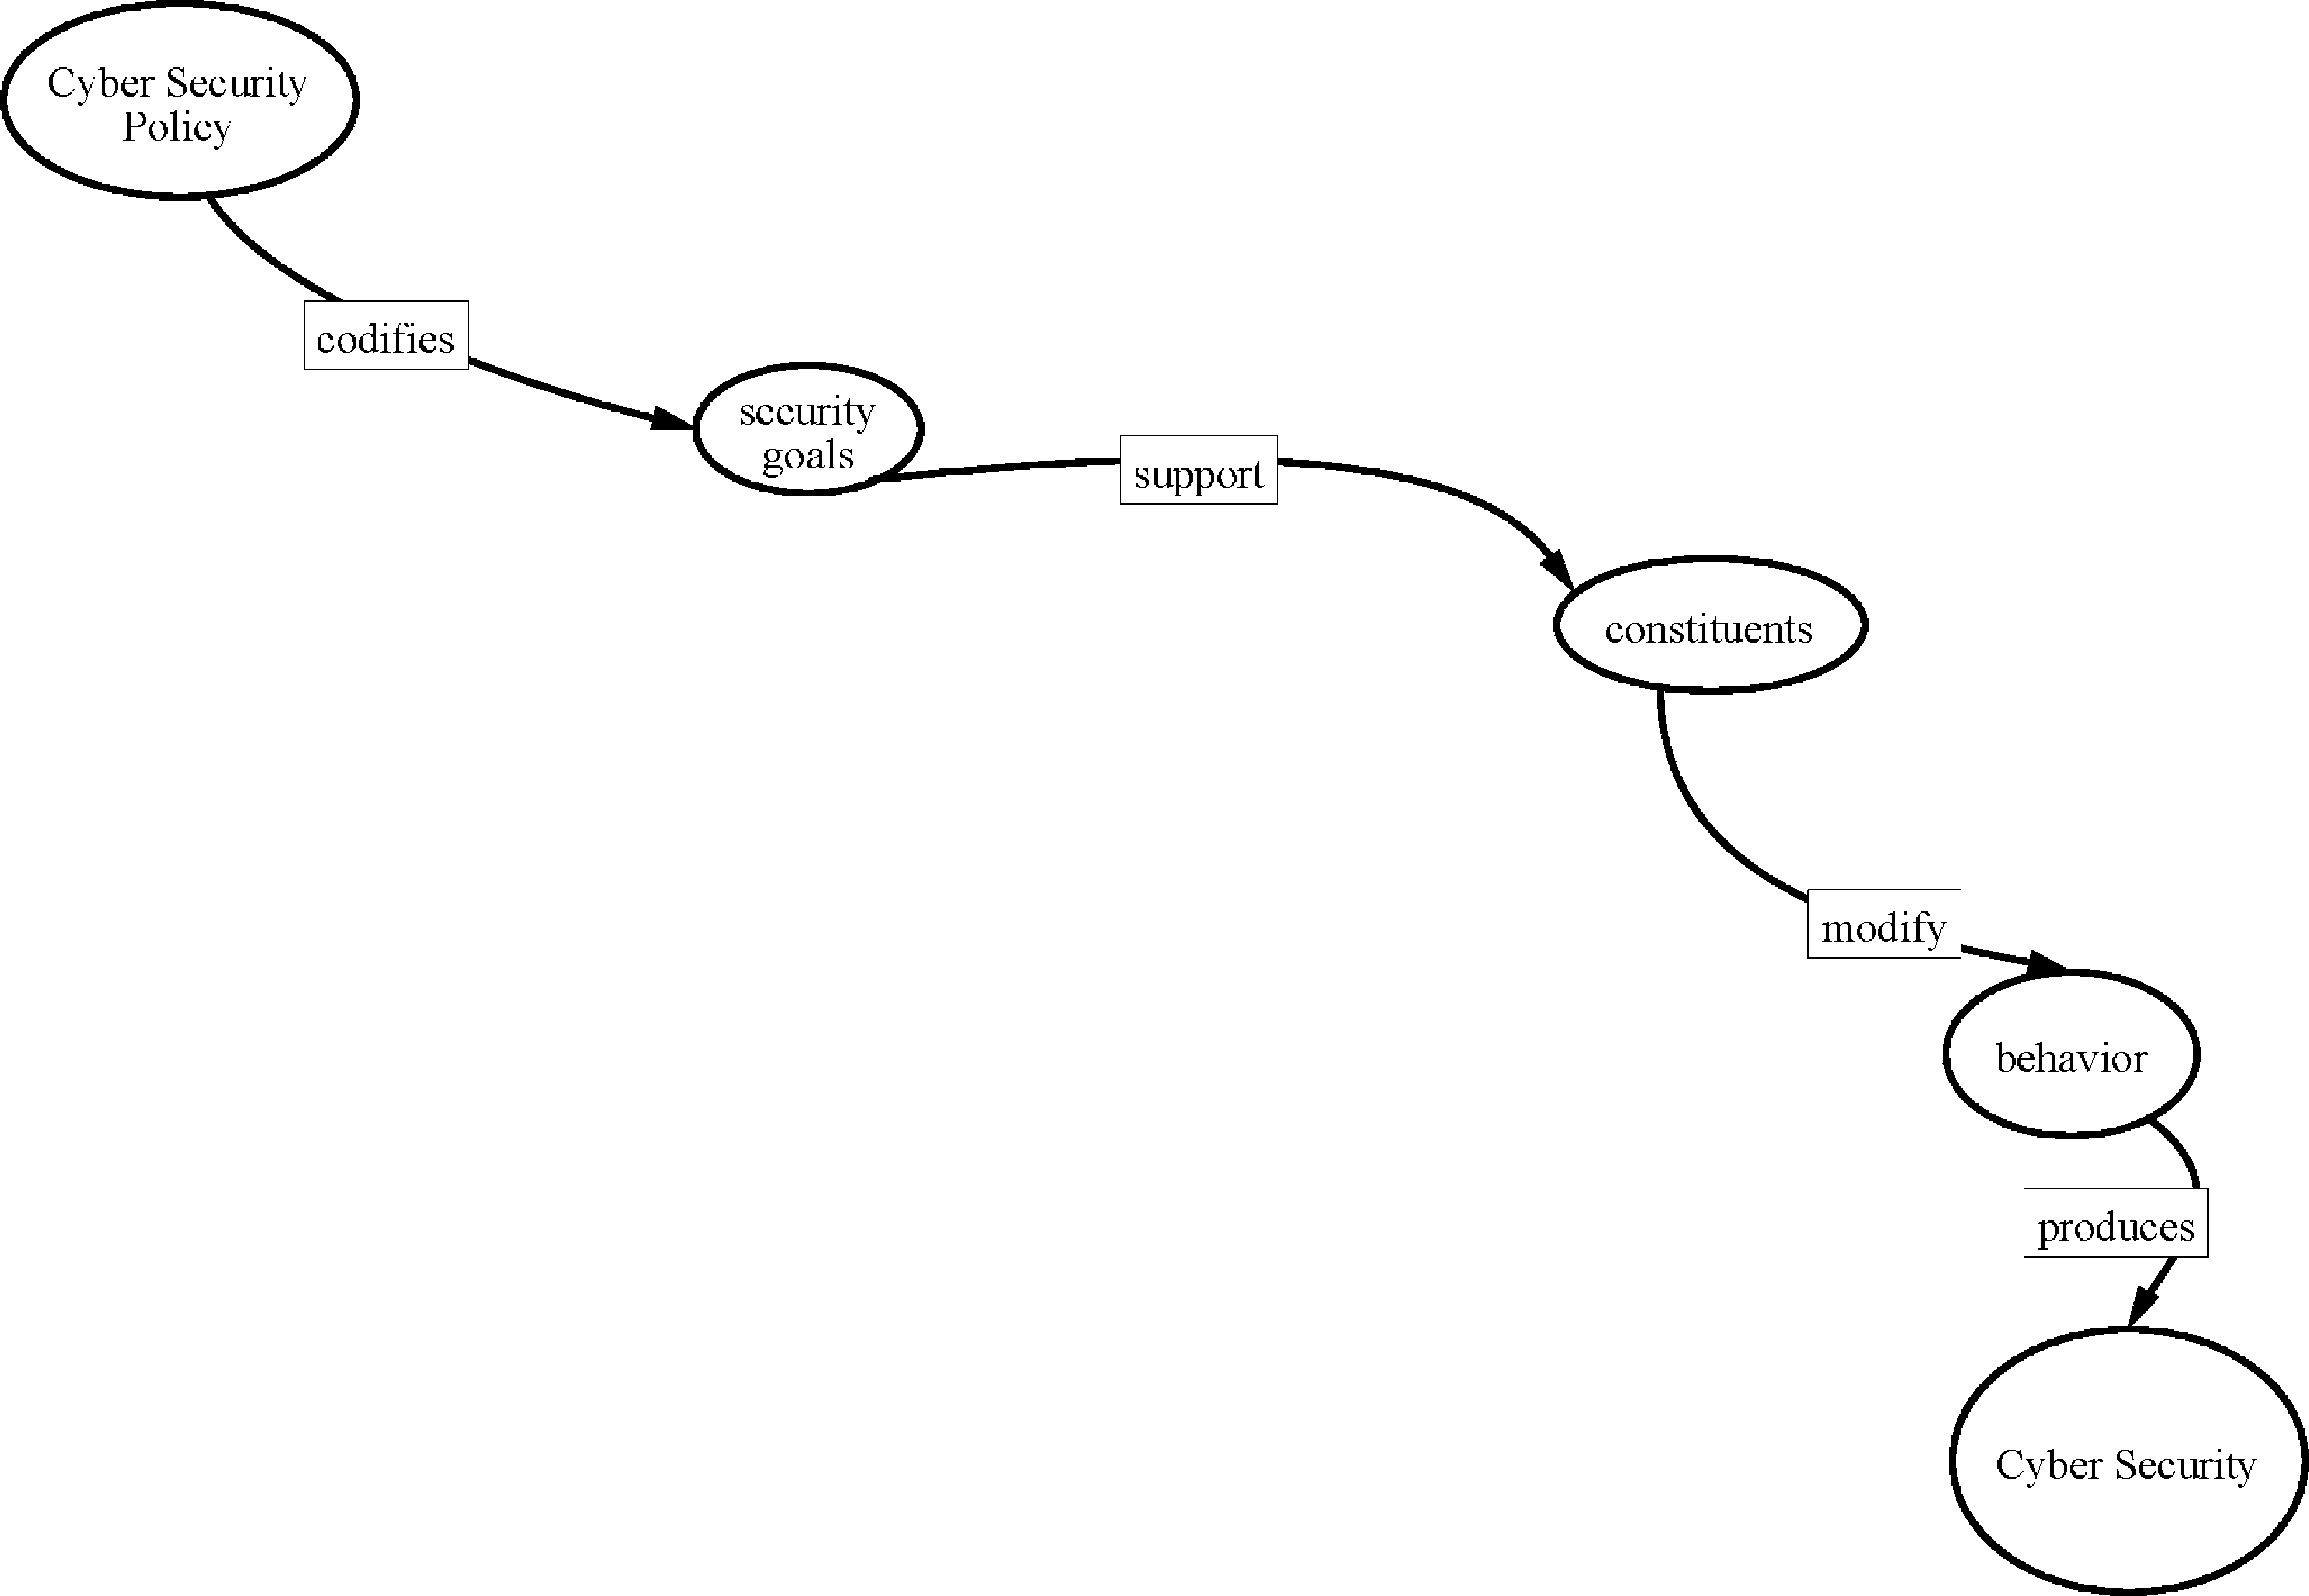 Cyber Security
Policy
codifies
security
goals
support
constituents
modify
behavior
produces
Cyber Security